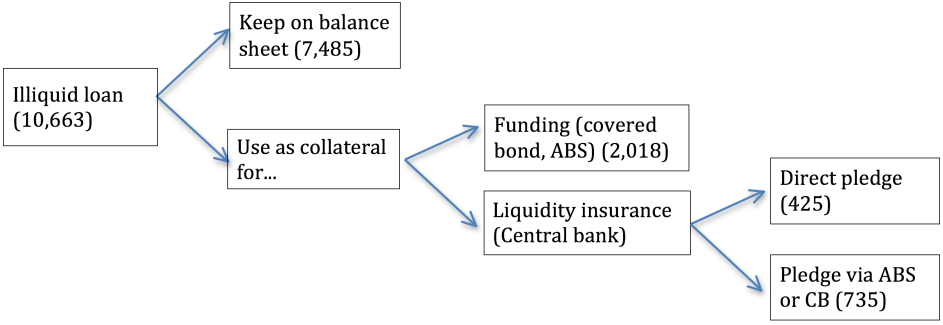 Keep on balance
sheet (7,485)
Illiquid loan
(10,663)
Use as collateral
for...
Funding (covered
bond, ABS) (2,018)
Liquidity insurance
(Central bank)
Direct pledge
(425)
Pledge via ABS
or CB (735)